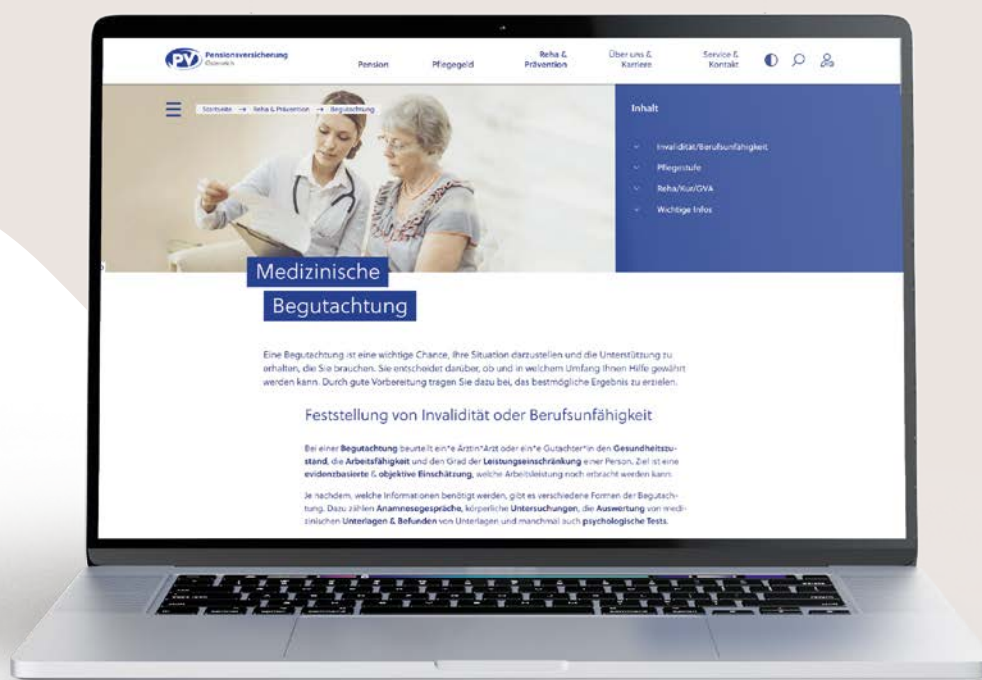 PV Pensionsversicherung
Österreich
Pension
Pflegegeld
Reha &
Prävention
Über uns &
Karriere
Service &
Kontakt
Startseite → Reha & Prävention → Begutachtung
Inhalt
Invalidität/Berufsunfähigkeit
Pflegestufe
Reha/Kur/GVA
Wichtige Infos
Medizinische
Begutachtung
Eine Begutachtung ist eine wichtige Chance, Ihre Situation darzustellen und die Unterstützung zu
erhalten, die Sie brauchen. Sie entscheidet darüber, ob und in welchem Umfang Ihnen Hilfe gewährt
werden kann. Durch gute Vorbereitung tragen Sie dazu bei, das bestmögliche Ergebnis zu erzielen.
Feststellung von Invalidität oder Berufsunfähigkeit
Bei einer Begutachtung beurteilt ein*e Ärztin*Arzt oder ein*e Gutachter*in den Gesundheitszu-
stand, die Arbeitsfähigkeit und den Grad der Leistungseinschränkung einer Person. Ziel ist eine
evidenzbasierte & objektive Einschätzung, welche Arbeitsleistung noch erbracht werden kann.
Je nachdem, welche Informationen benötigt werden, gibt es verschiedene Formen der Begutach-
tung. Dazu zählen Anamnesegespräche, körperliche Untersuchungen, die Auswertung von medi-
zinischen Unterlagen & Befunden von Unterlagen und manchmal auch psychologische Tests.